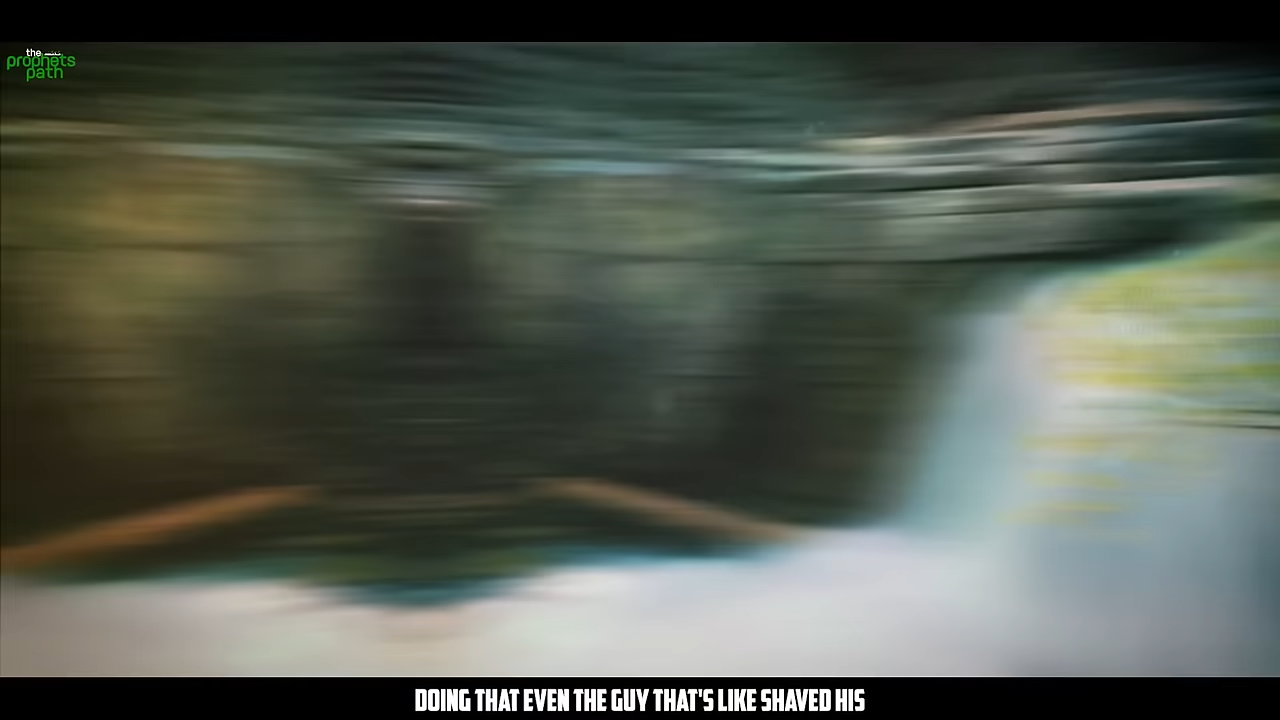 the
prophets
path
DOING THAT EVEN THE GUY THAT'S LIKE SHAVED HIS